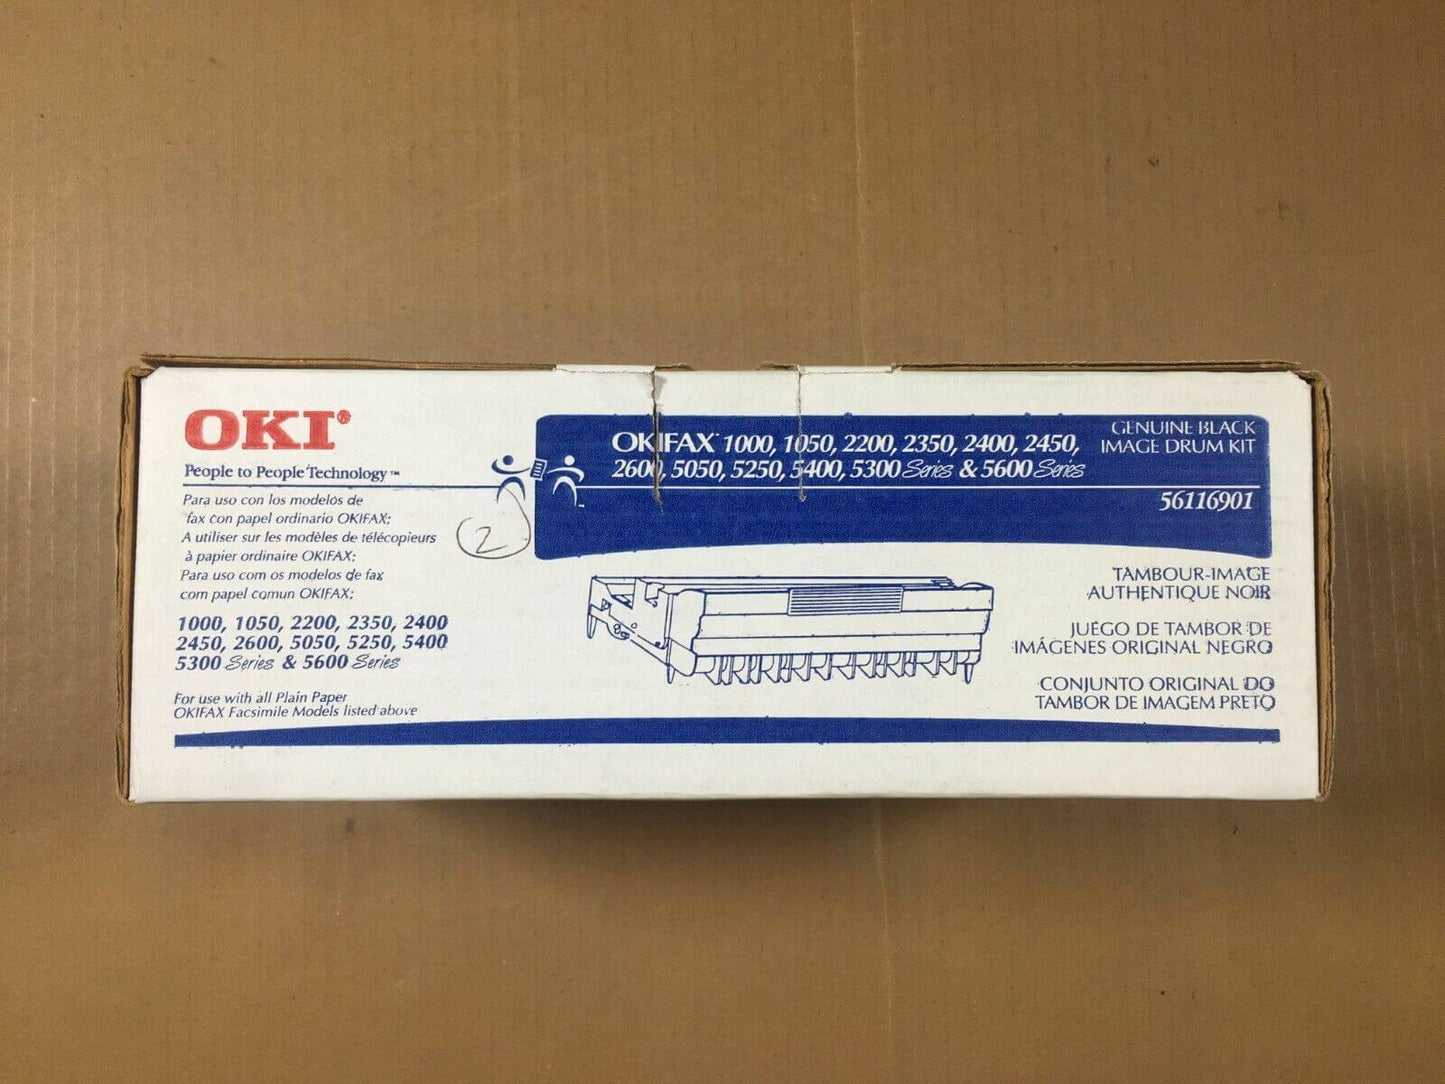 OKI®
People to People Technology™
Para uso con los modelos de
fax con papel ordinario OKIFAX:
A utiliser sur les modèles de télécopieurs
à papier ordinaire OKIFAX:
Para uso com os modelos de fax
com papel comun OKIFAX:
1000, 1050, 2200, 2350, 2400
2450, 2600, 5050, 5250, 5400
5300 Series & 5600 Series
For use with all Plain Paper
OKIFAX Facsimile Models listed above
2
OKIFAX 1000, 1050, 2200, 2350, 2400, 2450,
2600, 5050, 5250, 5400, 5300 Series & 5600 Series
GENUINE BLACK
IMAGE DRUM KIT
56116901
TAMBOUR-IMAGE
AUTHENTIQUE NOIR
JUEGO DE TAMBOR DE
IMÁGENES ORIGINAL NEGRO
CONJUNTO ORIGINAL DO
TAMBOR DE IMAGEM PRETO